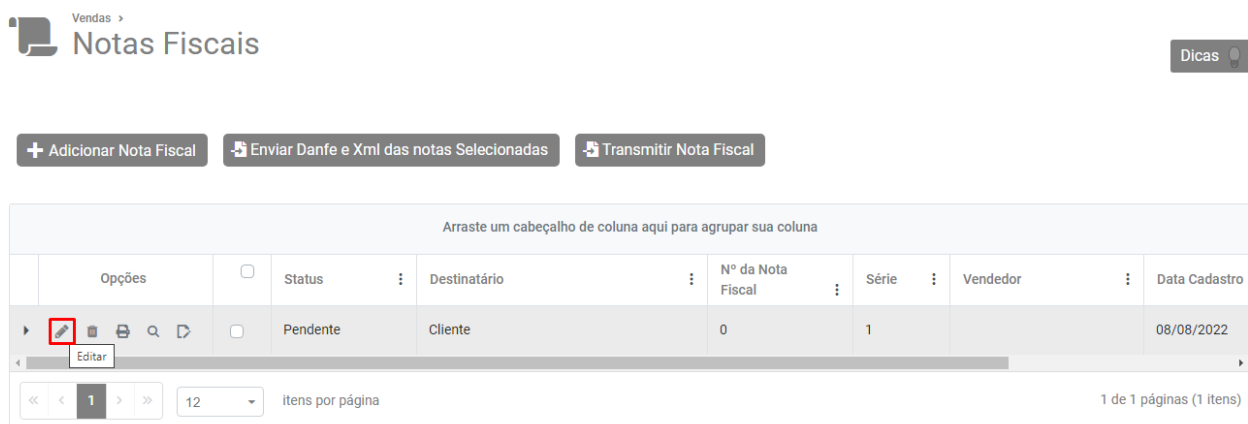 Vendas >
Notas Fiscais
Dicas
Adicionar Nota Fiscal
Enviar Danfe e Xml das notas Selecionadas
Transmitir Nota Fiscal
Arraste um cabeçalho de coluna aqui para agrupar sua coluna
Opções Status Destinatário Nº da Nota Fiscal Série Vendedor Data Cadastro
Pendente Cliente 0 1 08/08/2022
Editar
« < 1 > » 12 itens por página 1 de 1 páginas (1 itens)